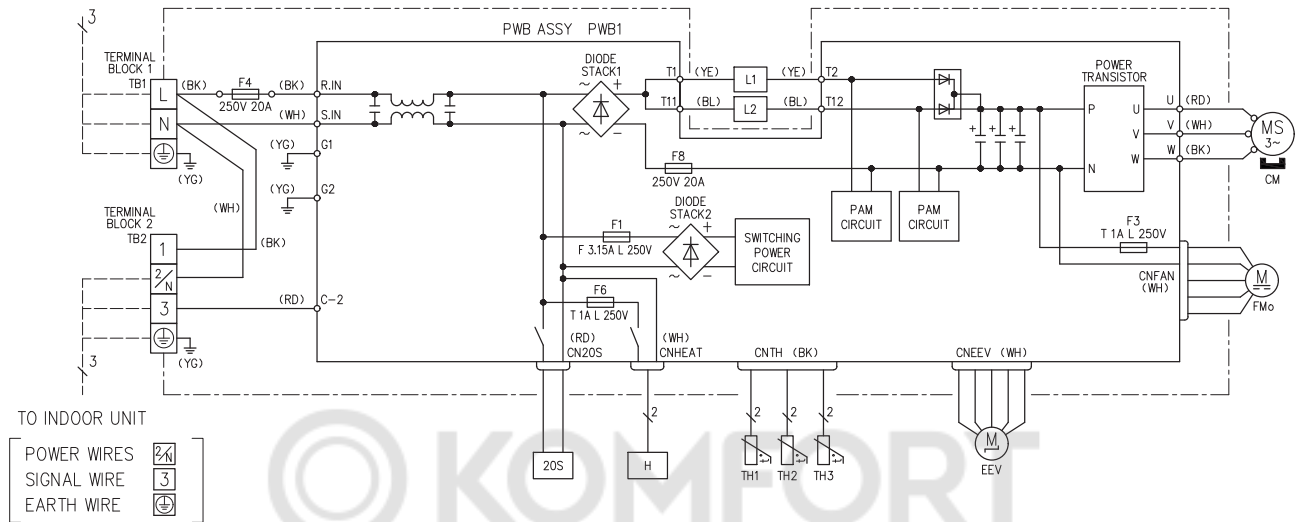 3
PWB ASSY PWB1
TERMINAL
BLOCK 1
TB1
L
N
(BK)
F4
250V 20A
(BK)
R.IN
(WH)
S.IN
(YG)
G1
(YG)
G2
(YG)
(WH)
(BK)
DIODE
STACK1
~
+
~
−
T1
(YE)
L1
(YE)
T2
T11
(BL)
L2
(BL)
T12
F8
250V 20A
PAM
CIRCUIT
PAM
CIRCUIT
+
+
+
POWER
TRANSISTOR
P
N
U
V
W
U
(RD)
V
(WH)
W
(BK)
MS
3~
CM
TERMINAL
BLOCK 2
TB2
1
2/N
3
(RD)
C-2
(YG)
3
F1
F 3.15A L 250V
DIODE
STACK2
~
+
~
−
SWITCHING
POWER
CIRCUIT
F6
T 1A L 250V
F3
T 1A L 250V
CNFAN
(WH)
M
FMo
(RD)
CN20S
(WH)
CNHEAT
CNTH (BK)
CNEEV (WH)
2
2
2
2
20S
H
t
t
t
TH1
TH2
TH3
M
EEV
TO INDOOR UNIT
POWER WIRES 2/N
SIGNAL WIRE 3
EARTH WIRE
KOMFORT